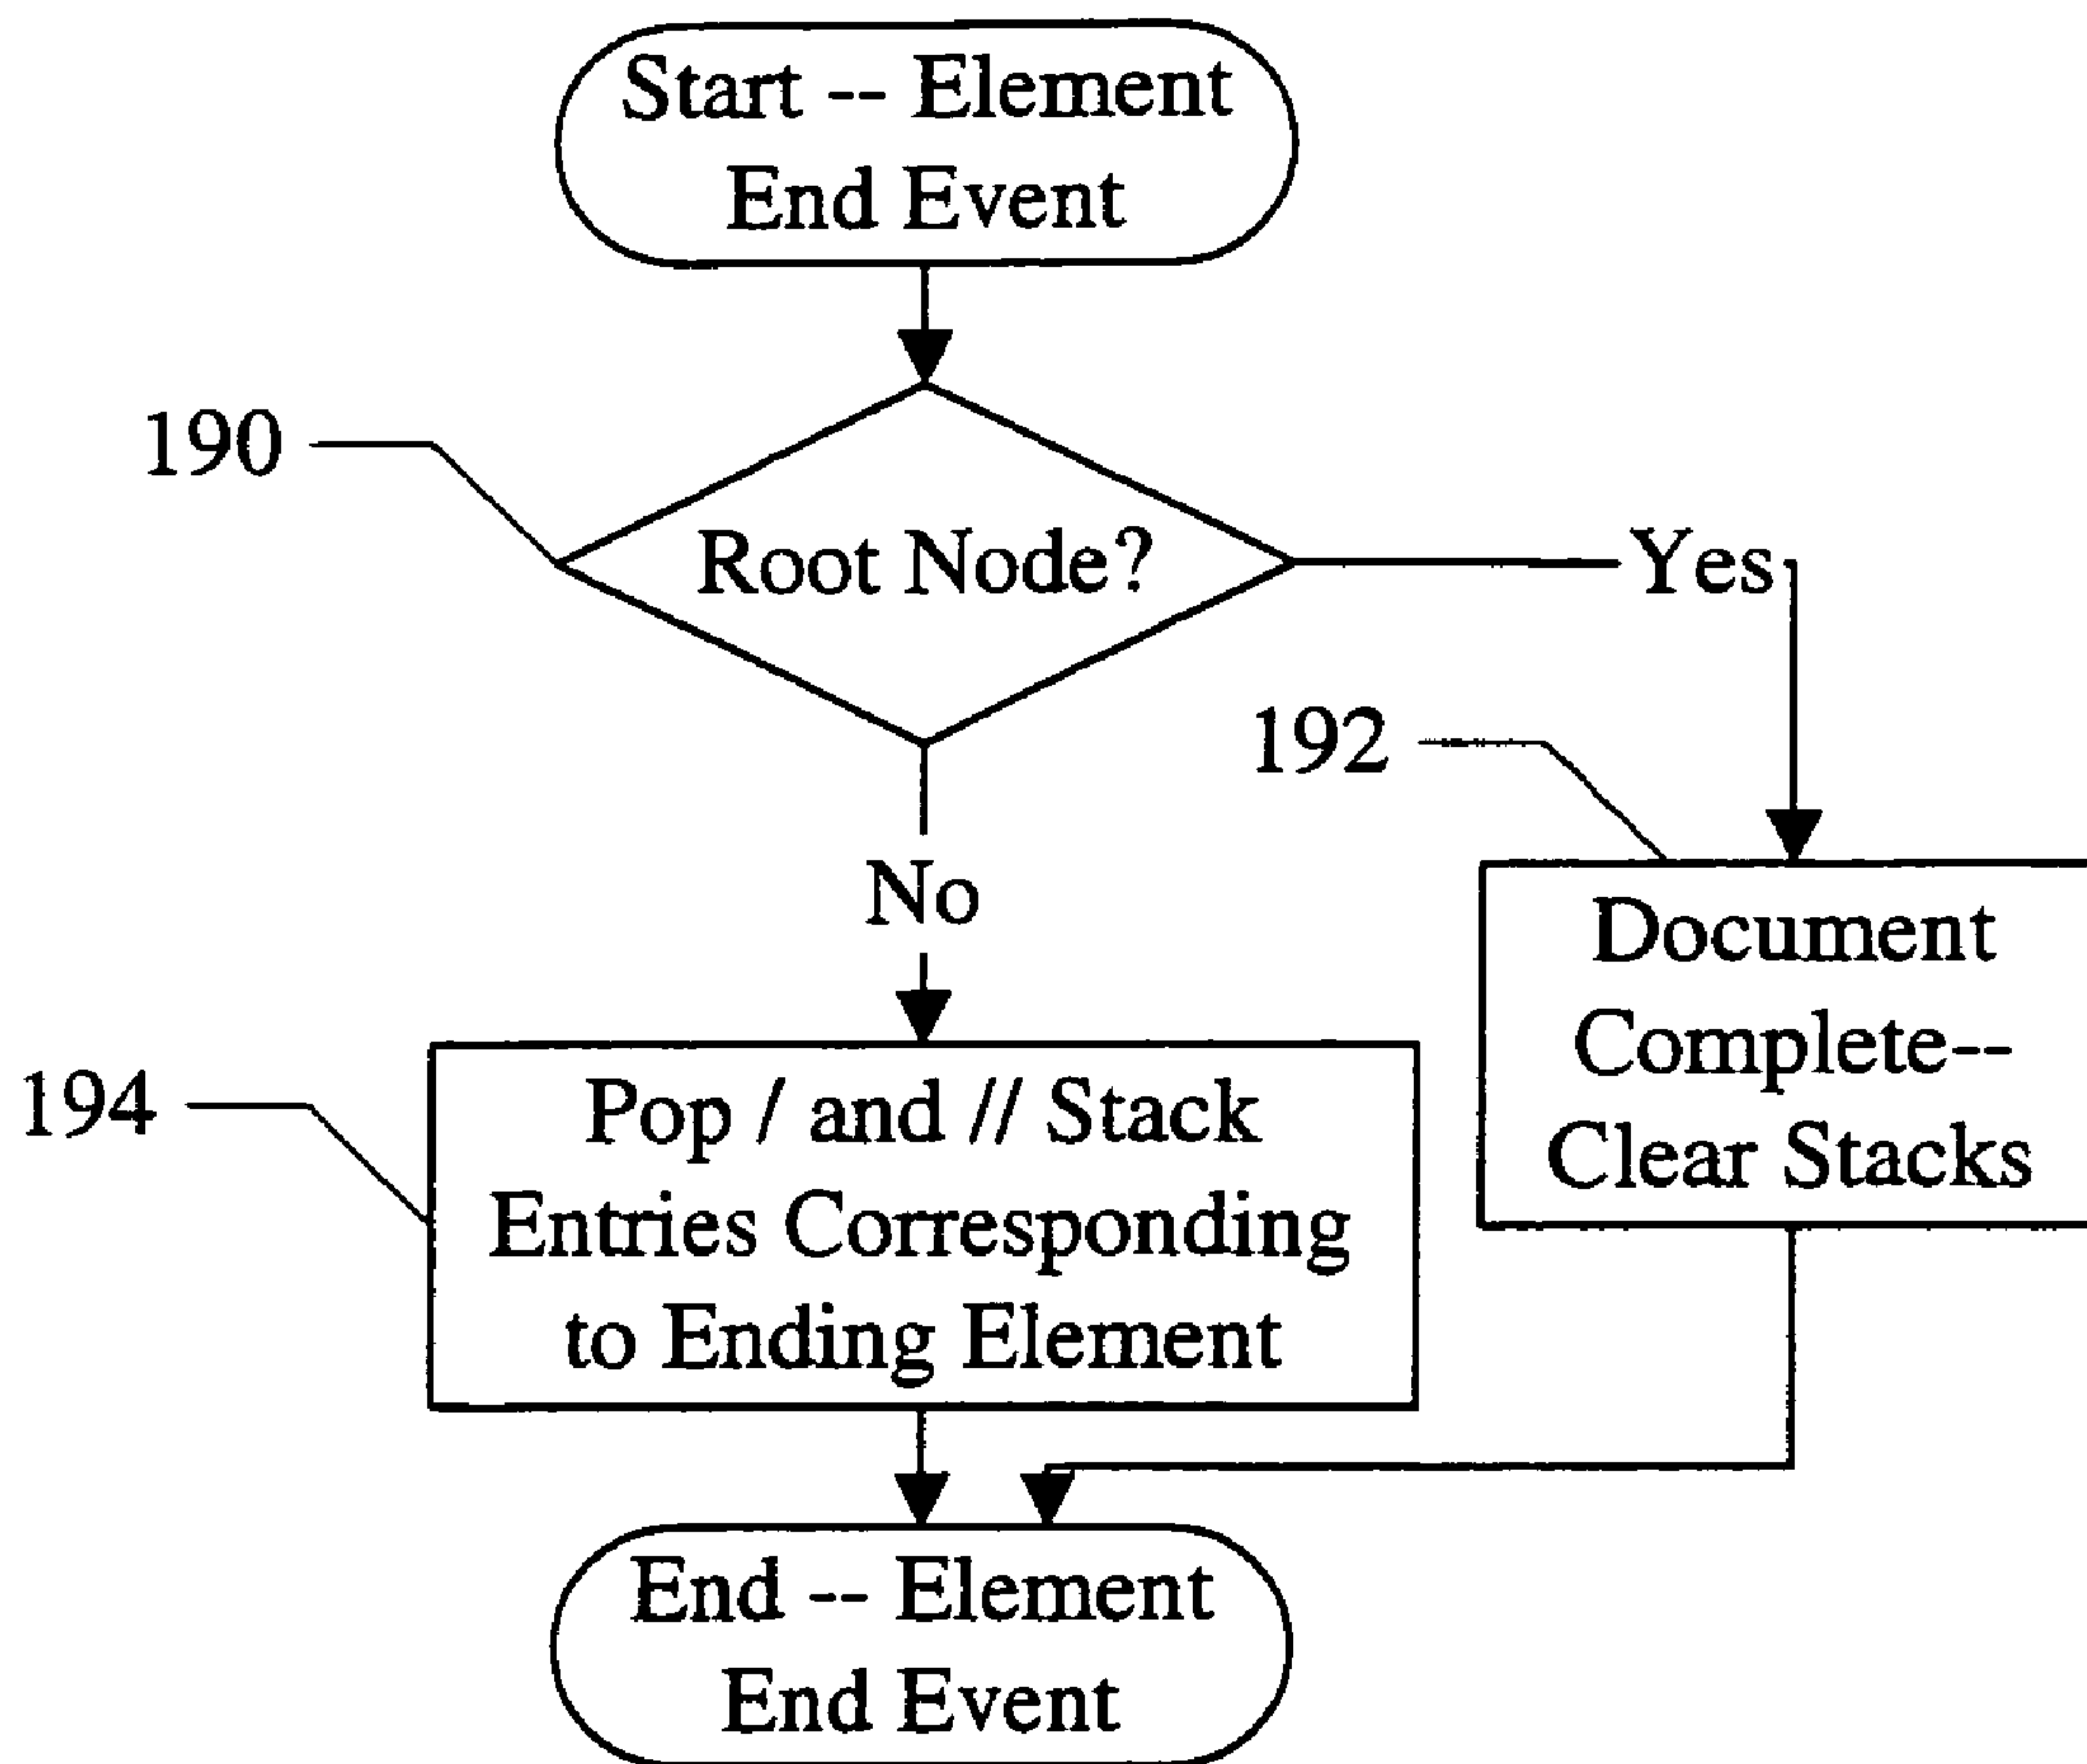 Start -- Element
End Event
190
Root Node?
Yes
192
No
Document
Complete--
Clear Stacks
194
Pop / and // Stack
Entries Corresponding
to Ending Element
End -- Element
End Event